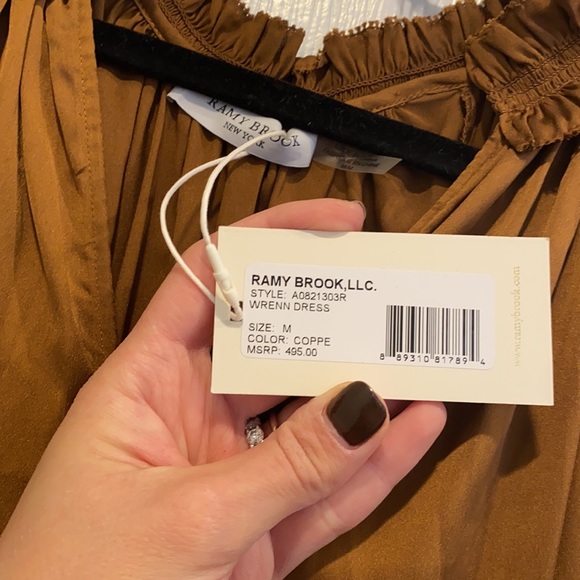 RAMY BROOK
NEW YORK
RAMY BROOK,LLC.
STYLE: A0821303R
WRENN DRESS
SIZE: M
COLOR: COPPE
MSRP: 495.00
8 89310 81789 4
www.ramybrook.com